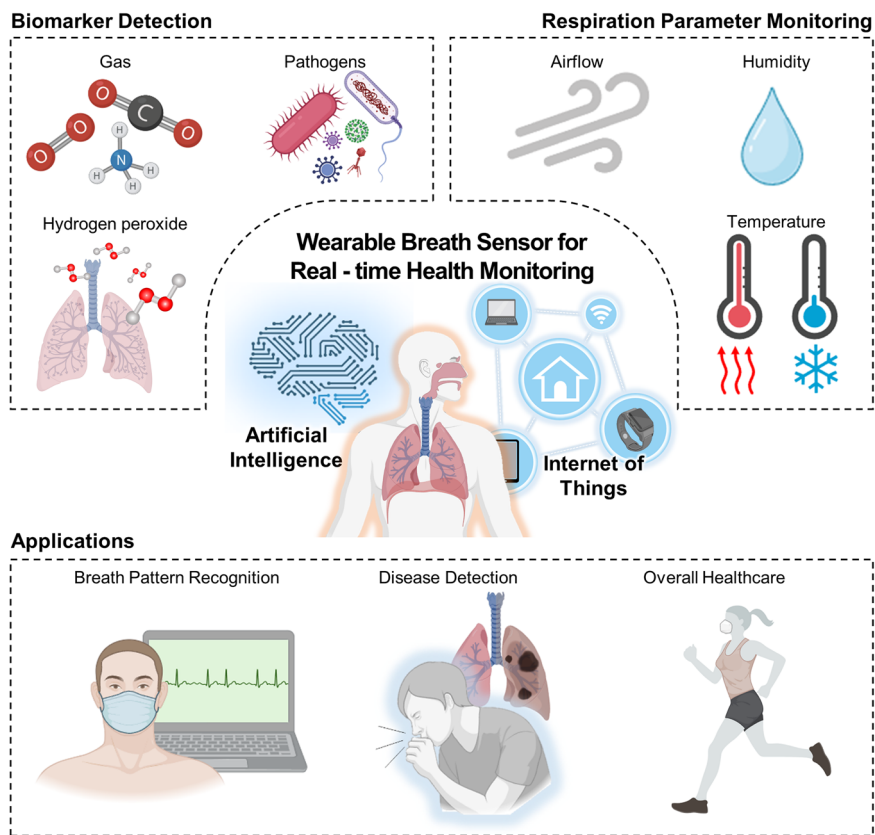 Biomarker Detection
Respiration Parameter Monitoring
Gas
Pathogens
Airflow
Humidity
O
O
O
C
O
H
N
H
H
H
Hydrogen peroxide
Temperature
Wearable Breath Sensor for
Real - time Health Monitoring
Artificial
Intelligence
Internet of
Things
Applications
Breath Pattern Recognition
Disease Detection
Overall Healthcare